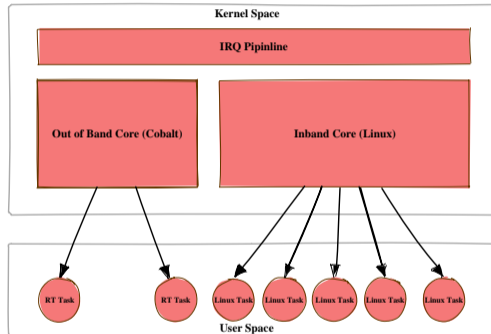 Kernel Space
IRQ Pipinline
Out of Band Core (Cobalt)
Inband Core (Linux)
RT Task
RT Task
Linux Task
Linux Task
Linux Task
Linux Task
Linux Task
User Space